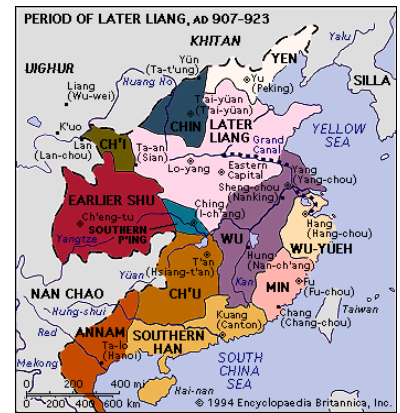 PERIOD OF LATER LIANG, AD 907-923
KHITAN
Yalu
YEN
UIGHUR
Yün
(Ta-t'ung)
Huang Ho
Yu
(Peking)
SILLA
Liang
(Wu-wei)
T'ai-yüan
(T'ai-yüan)
CHIN
K'uo
LATER
LIANG
YELLOW
SEA
CH'I
Lan
(Lan-chou)
Ta-an
(Sian)
Grand
Canal
Lo-yang
Eastern
Capital
Yang
(Yang-chou)
Sheng-chou
(Nanking)
EARLIER SHU
Ching
(I-ch'ang)
Ch'eng-tu
SOUTHERN
P'ING
Hang
(Hang-chou)
Yangtze
WU
WU-YUEH
T'an
(Hsiang-t'an)
Hung
(Nan-ch'ang)
Yüan
Kan
MIN
Fu
(Fu-chou)
NAN CHAO
CH'U
Hung-shui
Kuang
(Canton)
Chang
(Chang-chou)
Taiwan
Red
ANNAM
SOUTHERN
HAN
Ta-lo
(Hanoi)
Mekong
SOUTH
CHINA
SEA
0 200 400 mi
0 200 400 600 km
Hai-nan
© 1994 Encyclopaedia Britannica, Inc.